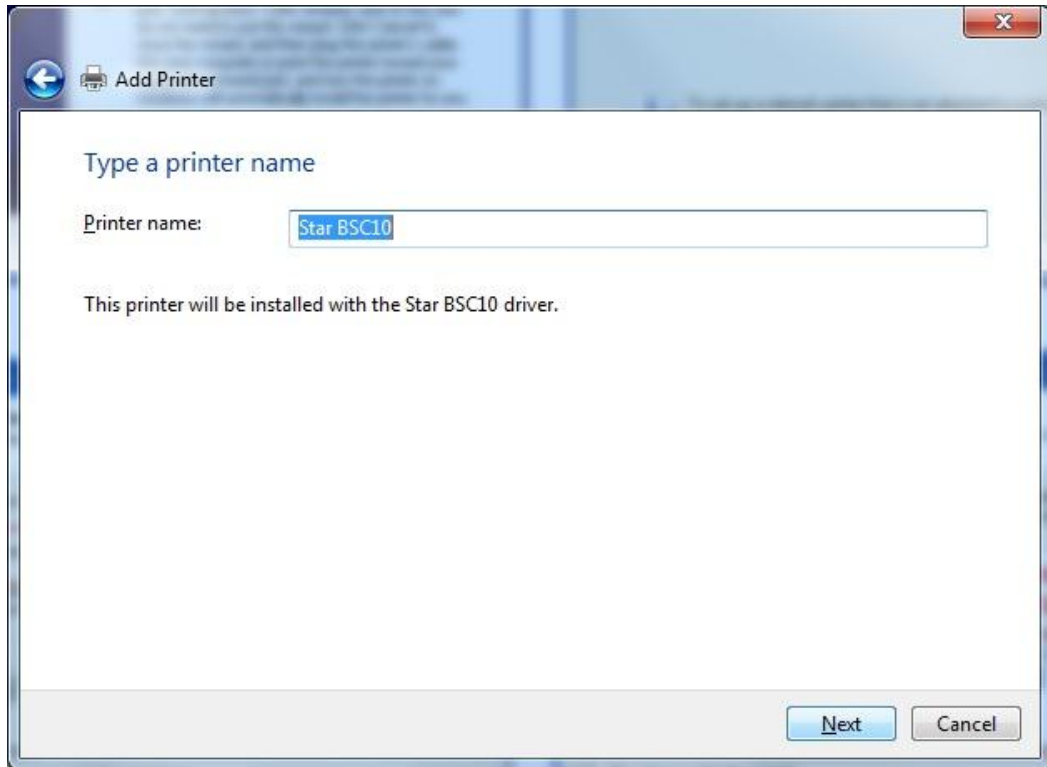 Add Printer
Type a printer name
Printer name:
Star BSC10
This printer will be installed with the Star BSC10 driver.
Next
Cancel